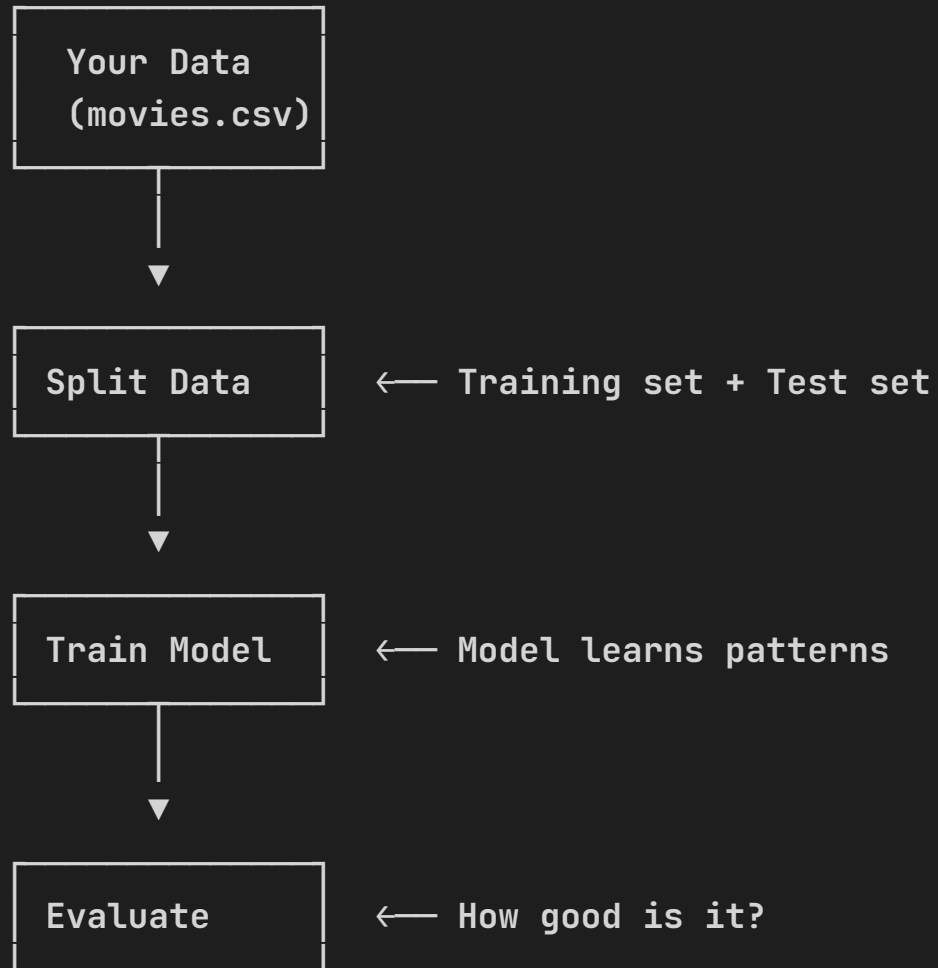 Your Data
(movies.csv)
Split Data ←── Training set + Test set
Train Model ←── Model learns patterns
Evaluate ←── How good is it?